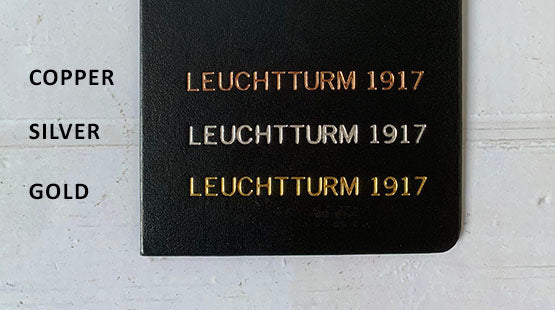 COPPER LEUCHTTURM 1917
SILVER LEUCHTTURM 1917
GOLD LEUCHTTURM 1917